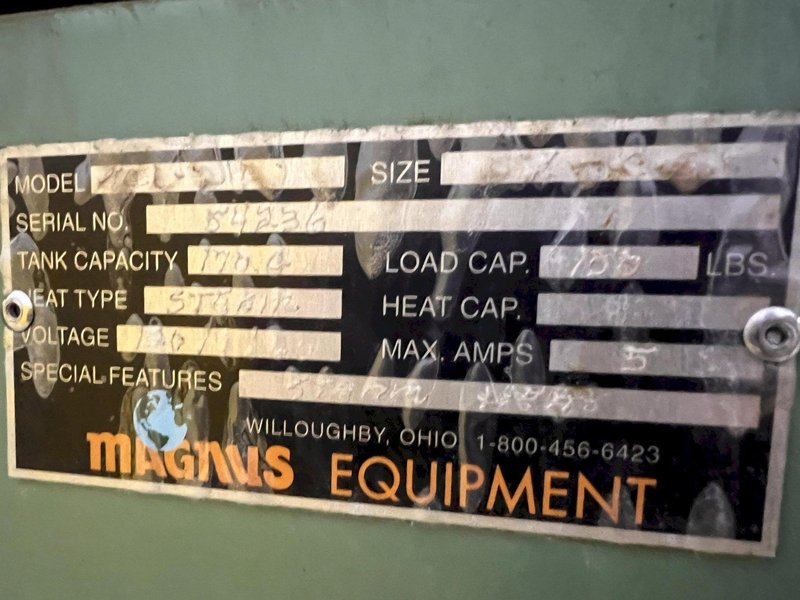 MODEL SIZE
SERIAL NO. 54236
TANK CAPACITY LOAD CAP. LBS.
HEAT TYPE STEAM HEAT CAP.
VOLTAGE MAX. AMPS 5
SPECIAL FEATURES
WILLOUGHBY, OHIO 1-800-456-6423
MAGNUS EQUIPMENT